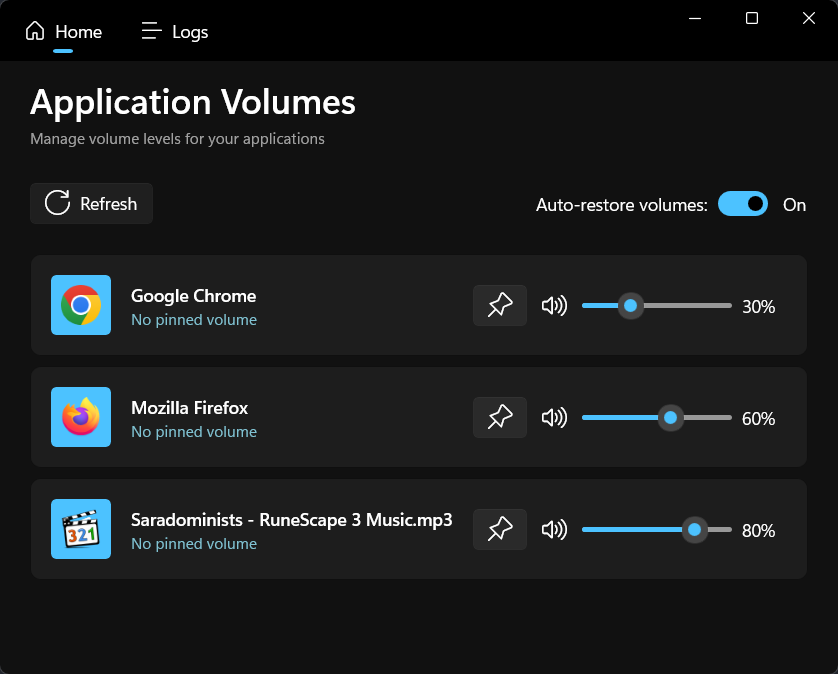 Home
Logs
Application Volumes
Manage volume levels for your applications
Refresh
Auto-restore volumes:
On
Google Chrome
No pinned volume
30%
Mozilla Firefox
No pinned volume
60%
321
Saradominists - RuneScape 3 Music.mp3
No pinned volume
80%